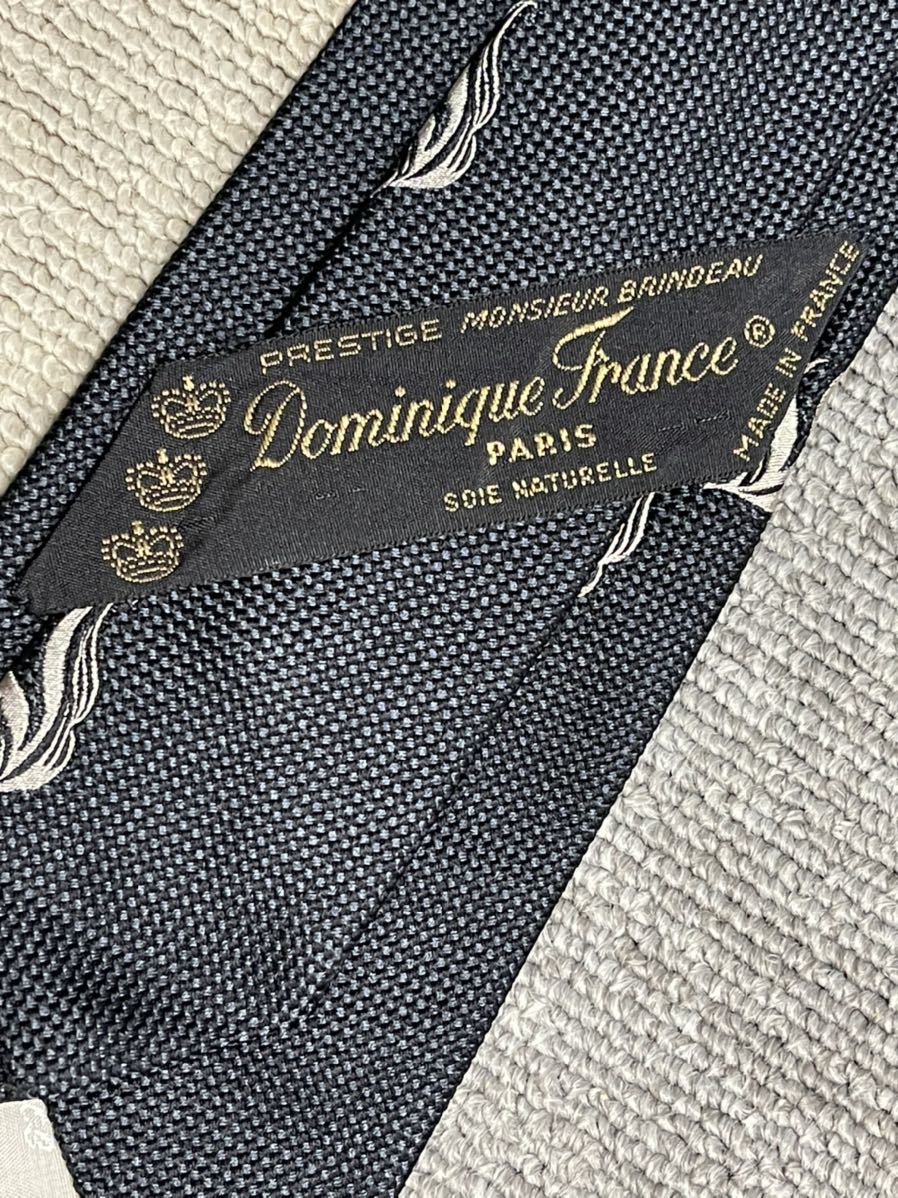 PRESTIGE MONSIEUR BRINDEAU
Dominique France®
PARIS
SOIE NATURELLE
MADE IN FRANCE